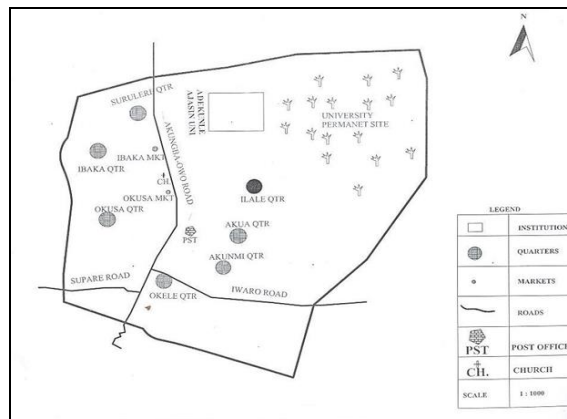 N
SURULERE QTR
ADEKUNLE
AJASIN UNI
UNIVERSITY
PERMANET SITE
AKUNGBA-OWO ROAD
IBAKA MKT
IBAKA QTR
CH.
OKUSA MKT
OKUSA QTR
ILALE QTR
PST
AKUA QTR
AKUNMI QTR
SUPARE ROAD
OKELE QTR
IWARO ROAD
LEGEND
INSTITUTION
QUARTERS
MARKETS
ROADS
PST POST OFFICE
CH. CHURCH
SCALE 1 : 1000